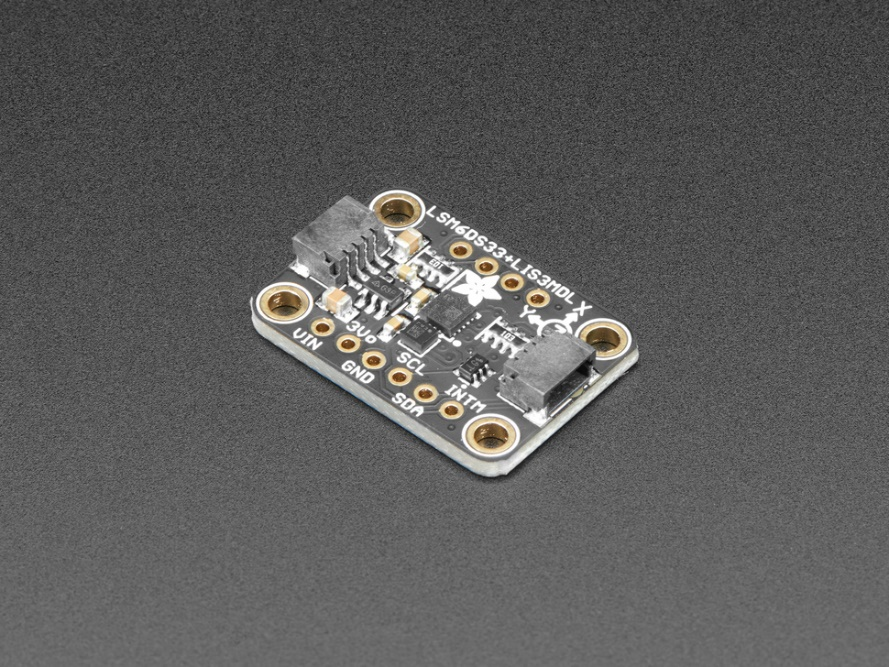 LSM6DS33+LIS3MDL
X
Y
VIN
3Vo
GND
SCL
SDA
INTM